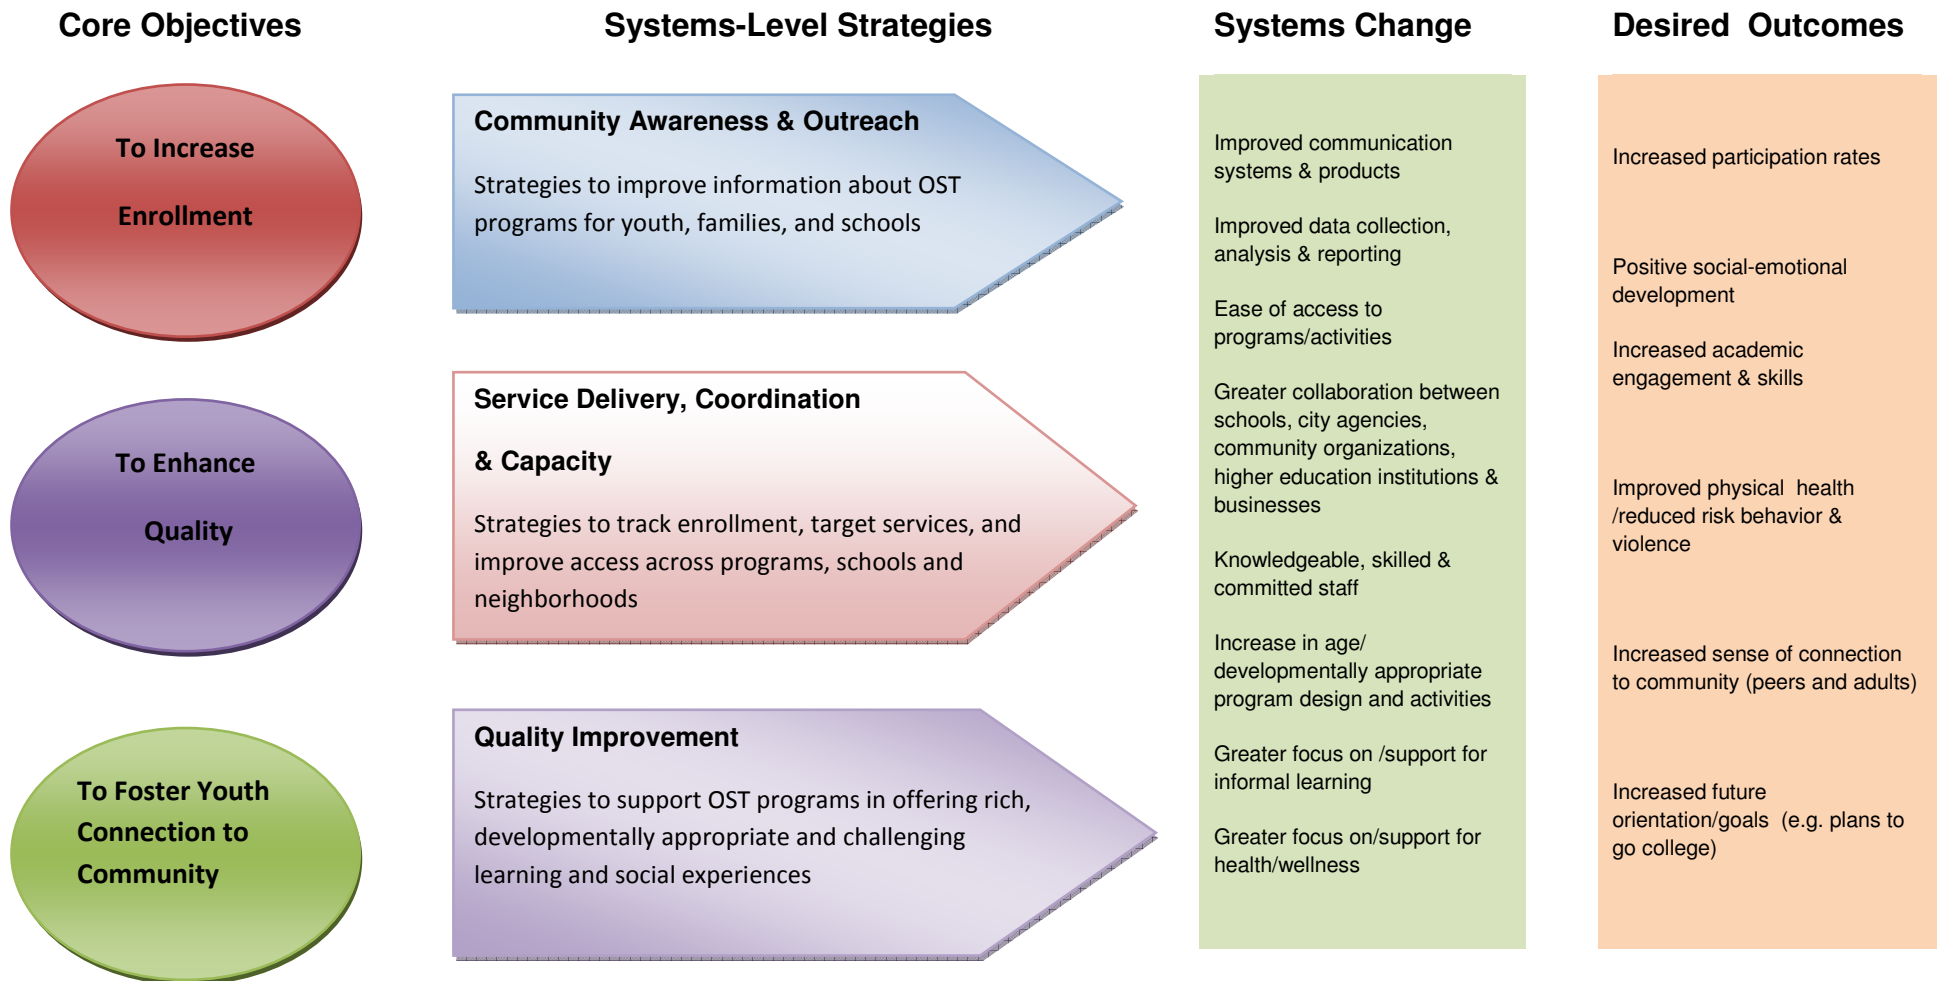 Core Objectives
Systems-Level Strategies
Systems Change
Desired  Outcomes
To Increase
Enrollment
To Enhance
Quality
To Foster Youth
Connection to
Community
Community Awareness & Outreach
Strategies to improve information about OST
programs for youth, families, and schools
Service Delivery, Coordination
& Capacity
Strategies to track enrollment, target services, and
improve access across programs, schools and
neighborhoods
Quality Improvement
Strategies to support OST programs in offering rich,
developmentally appropriate and challenging
learning and social experiences
Improved communication
systems & products
Improved data collection,
analysis & reporting
Ease of access to
programs/activities
Greater collaboration between
schools, city agencies,
community organizations,
higher education institutions &
businesses
Knowledgeable, skilled &
committed staff
Increase in age/
developmentally appropriate
program design and activities
Greater focus on /support for
informal learning
Greater focus on/support for
health/wellness
Increased participation rates
Positive social-emotional
development
Increased academic
engagement & skills
Improved physical  health
/reduced risk behavior &
violence
Increased sense of connection
to community (peers and adults)
Increased future
orientation/goals  (e.g. plans to
go college)